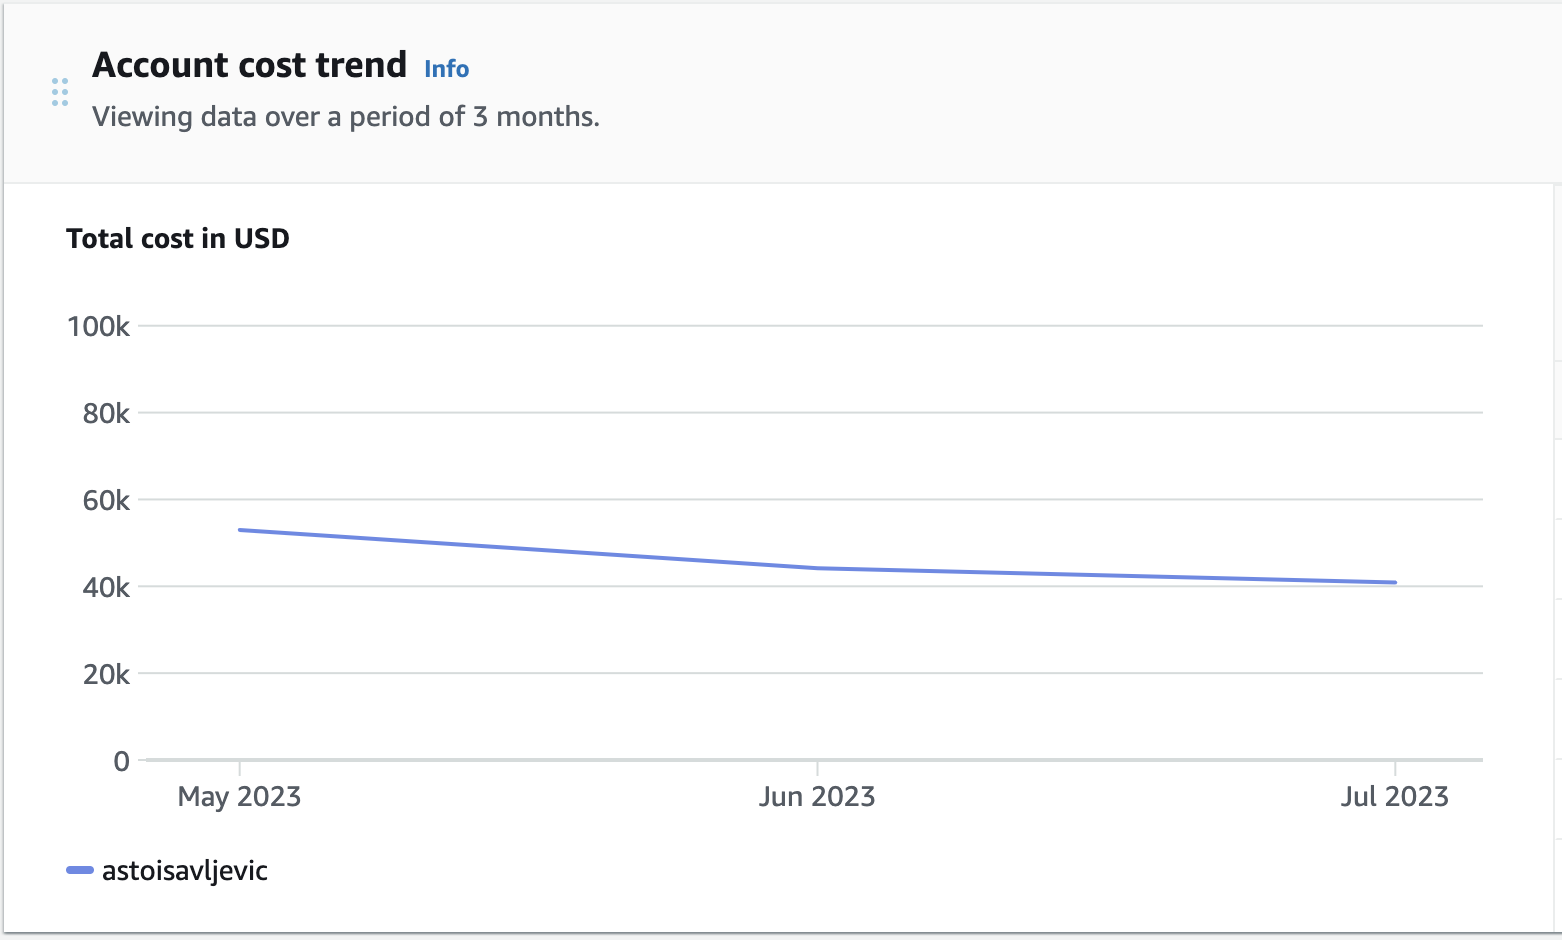 Account cost trend Info
Viewing data over a period of 3 months.
Total cost in USD
100k
80k
60k
40k
20k
0
May 2023 Jun 2023 Jul 2023
astoisavljevic